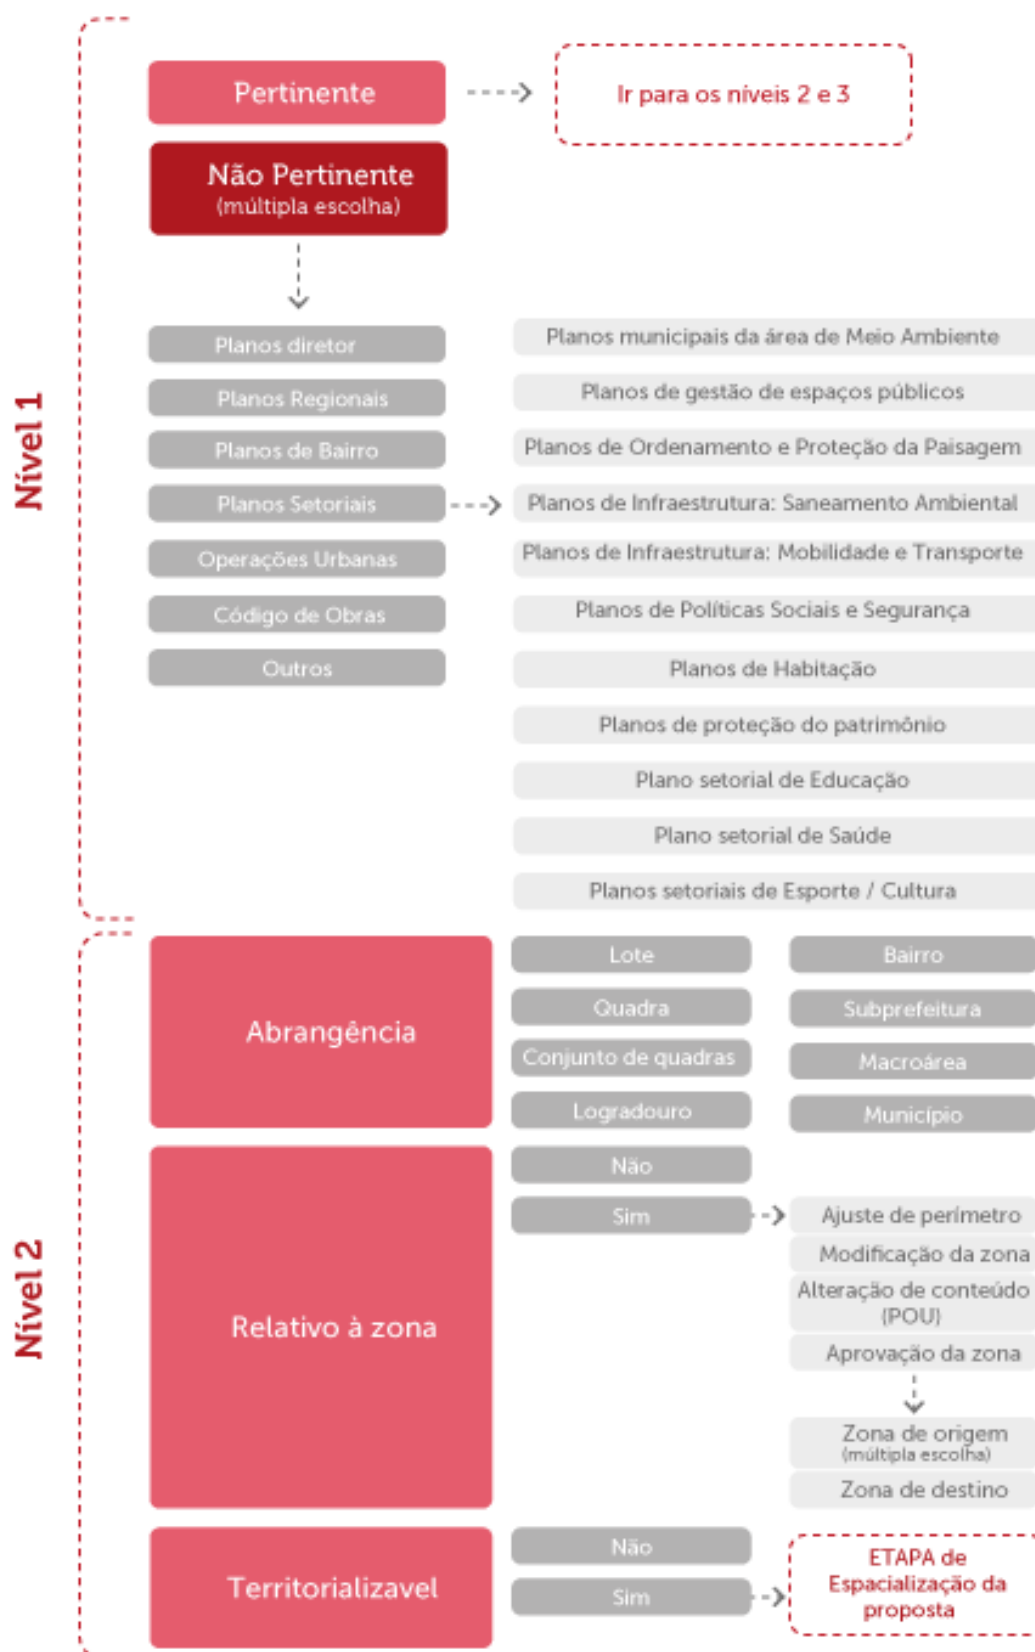 Nível 1
Pertinente
Ir para os níveis 2 e 3
Não Pertinente
(múltipla escolha)
Planos diretor
Planos Regionais
Planos de Bairro
Planos Setoriais
Operações Urbanas
Código de Obras
Outros
Planos municipais da área de Meio Ambiente
Planos de gestão de espaços públicos
Planos de Ordenamento e Proteção da Paisagem
Planos de Infraestrutura: Saneamento Ambiental
Planos de Infraestrutura: Mobilidade e Transporte
Planos de Políticas Sociais e Segurança
Planos de Habitação
Planos de proteção do patrimônio
Plano setorial de Educação
Plano setorial de Saúde
Planos setoriais de Esporte / Cultura
Nível 2
Abrangência
Lote
Quadra
Conjunto de quadras
Logradouro
Bairro
Subprefeitura
Macroárea
Município
Relativo à zona
Não
Sim
Ajuste de perímetro
Modificação da zona
Alteração de conteúdo
(POU)
Aprovação da zona
Zona de origem
(múltipla escolha)
Zona de destino
Territorializavel
Não
Sim
ETAPA de
Espacialização da
proposta